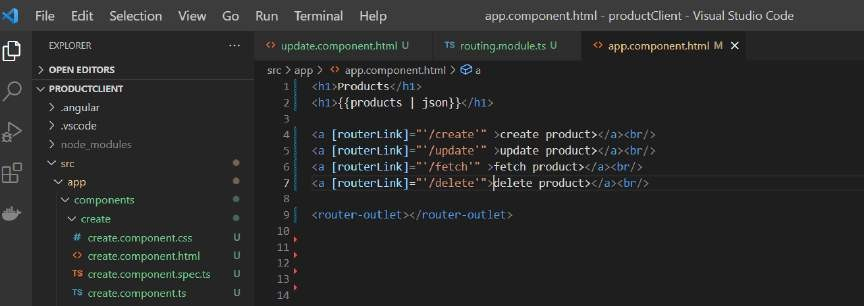 File Edit Selection View Go Run Terminal Help app.component.html - productClient - Visual Studio Code
EXPLORER ...
update.component.html U TS routing.module.ts U app.component.html M
OPEN EDITORS
src > app > app.component.html > a
PRODUCTCLIENT
.angular
.vscode
node_modules
src
app
components
create
create.component.css U
create.component.html U
TS create.component.spec.ts U
TS create.component.ts U
1 <h1>Products</h1>
2 <h1>{{products | json}}</h1>
3
4 <a [routerLink]="'/create'" >create product></a><br/>
5 <a [routerLink]="'/update'" >update product></a><br/>
6 <a [routerLink]="'/fetch'" >fetch product></a><br/>
7 <a [routerLink]="'/delete'">delete product></a><br/>
8
9 <router-outlet></router-outlet>
10
11
12
13
14